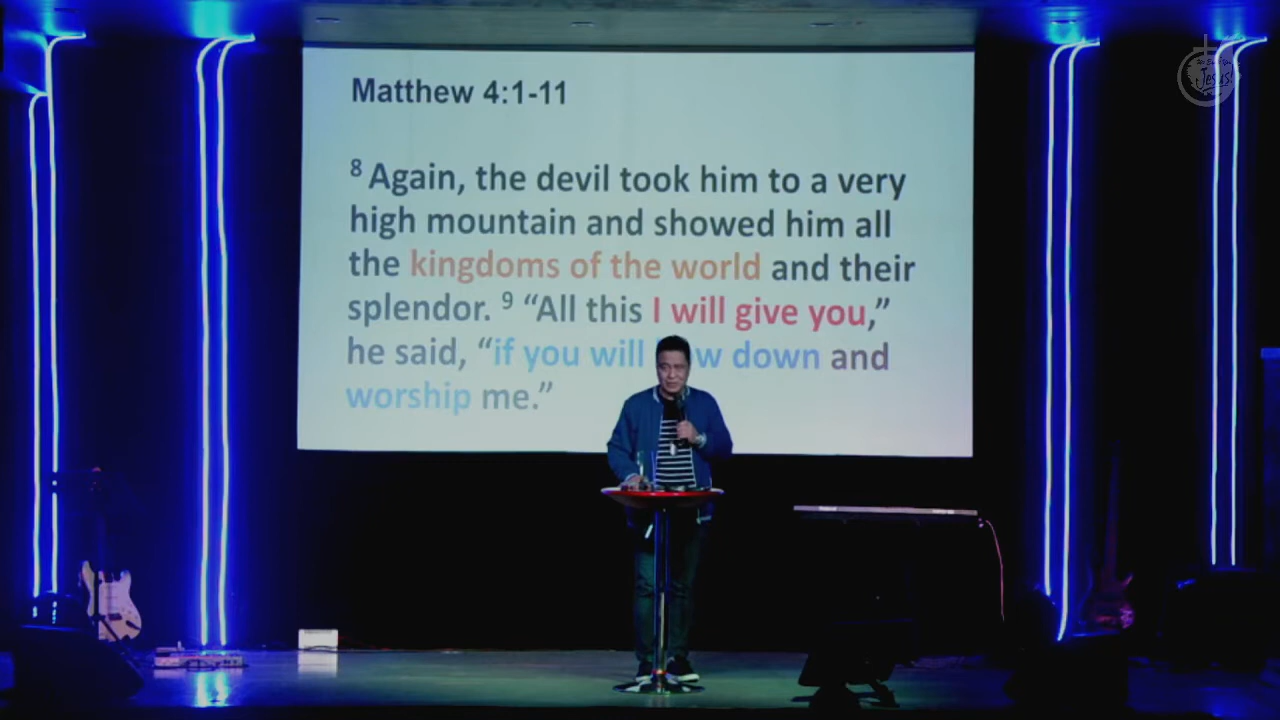 Matthew 4:1-11
8 Again, the devil took him to a very
high mountain and showed him all
the kingdoms of the world and their
splendor. 9 “All this I will give you,”
he said, “if you will down and
worship me.”
Jesus!